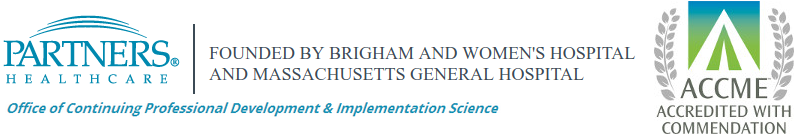 PARTNERS®
HEALTHCARE
FOUNDED BY BRIGHAM AND WOMEN'S HOSPITAL
AND MASSACHUSETTS GENERAL HOSPITAL
Office of Continuing Professional Development & Implementation Science
ACCME
ACCREDITED WITH
COMMENDATION